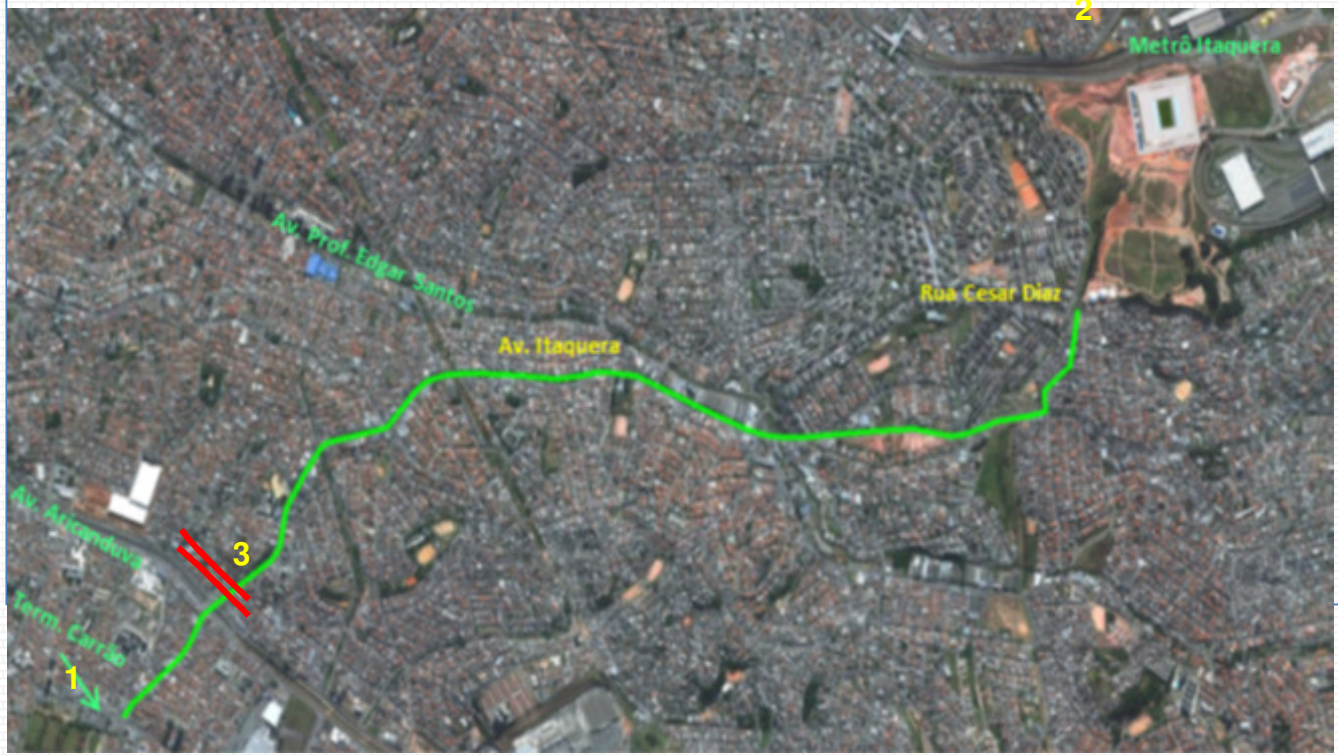 2
Metrô Itaquera
Av. Prof. Edgar Santos
Rua Cesar Diaz
Av. Itaquera
Av. Aricanduva
3
Term. Carrão
1